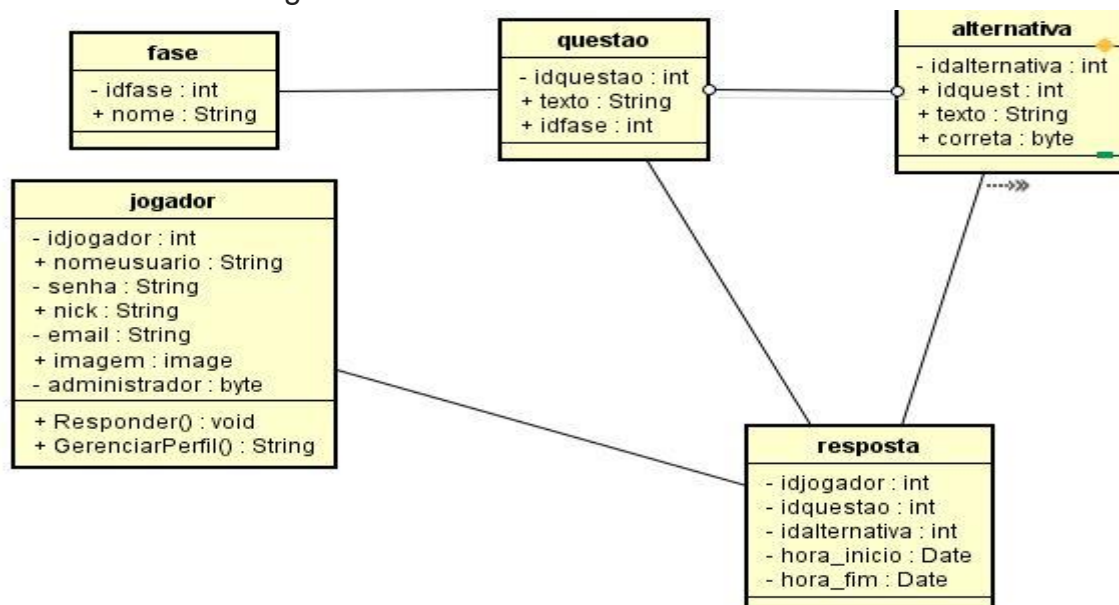 fase
- idfase : int
+ nome : String
questao
- idquestao : int
+ texto : String
+ idfase : int
alternativa
- idalternativa : int
+ idquest : int
+ texto : String
+ correta : byte
jogador
- idjogador : int
+ nomeusuario : String
- senha : String
+ nick : String
- email : String
+ imagem : image
- administrador : byte
+ Responder() : void
+ GerenciarPerfil() : String
resposta
- idjogador : int
- idquestao : int
- idalternativa : int
- hora_inicio : Date
- hora_fim : Date